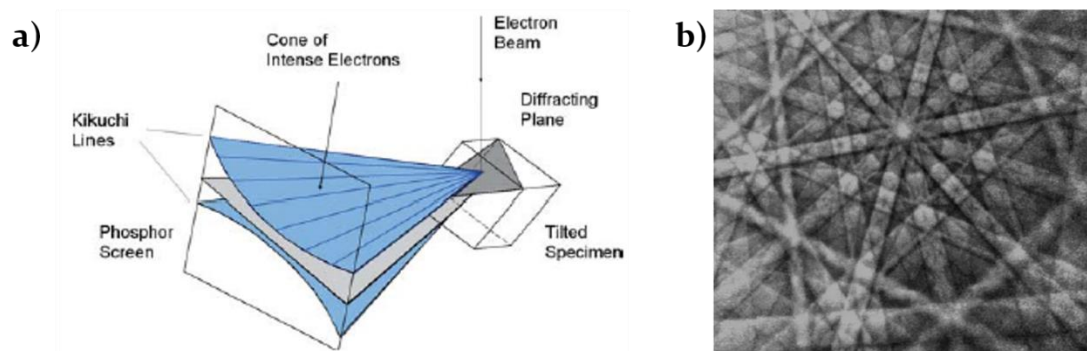 a)
Cone of
Intense Electrons
Electron
Beam
Diffracting
Plane
Kikuchi
Lines
Phosphor
Screen
Tilted
Specimen
b)